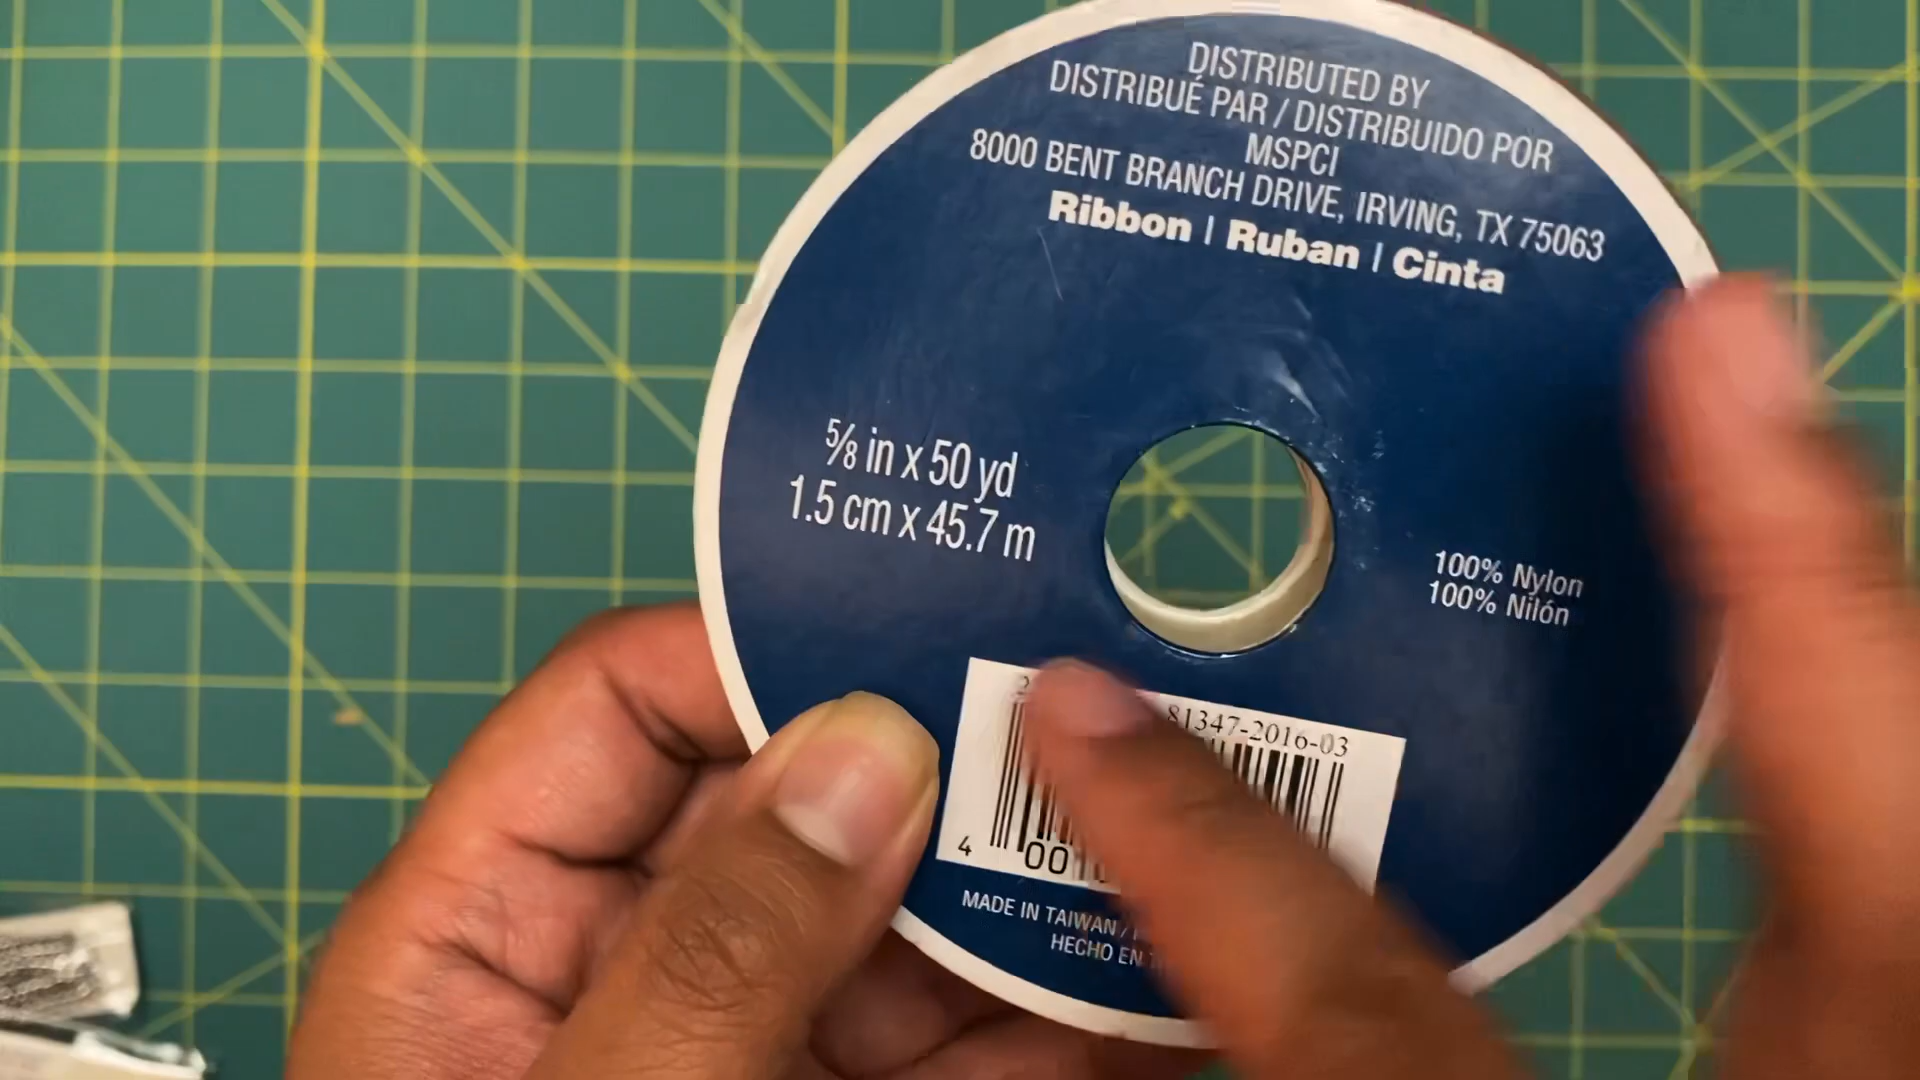 DISTRIBUTED BY
DISTRIBUÉ PAR / DISTRIBUIDO POR
MSPCI
8000 BENT BRANCH DRIVE, IRVING, TX 75063
Ribbon | Ruban | Cinta
⅝ in x 50 yd
1.5 cm x 45.7 m
100% Nylon
100% Nilón
81347-2016-03
4 00
MADE IN TAIWAN /
HECHO EN